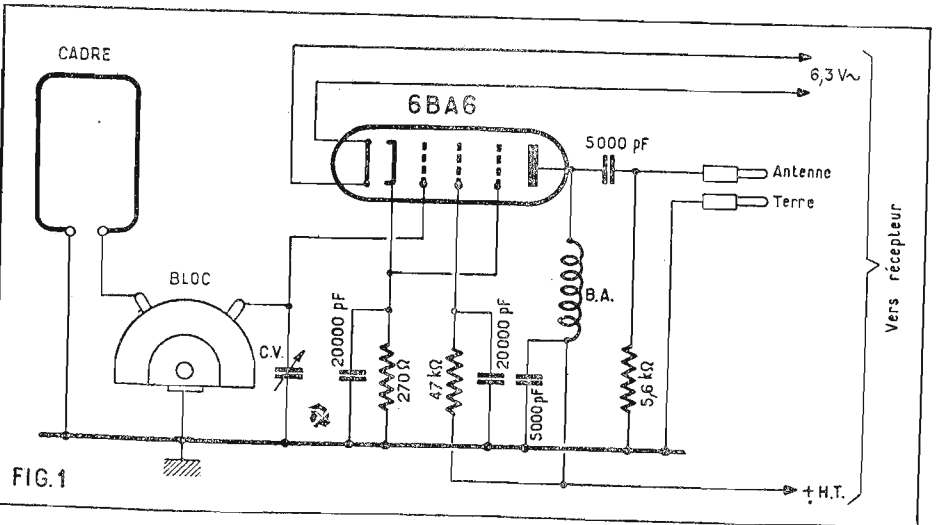 CADRE
6,3 V~
6BA6
5000 pF
Antenne
Terre
Vers récepteur
BLOC
B.A.
C.V.
20000 pF
270 Ω
47 kΩ
20000 pF
5000 pF
5,6 kΩ
FIG.1
+ H.T.